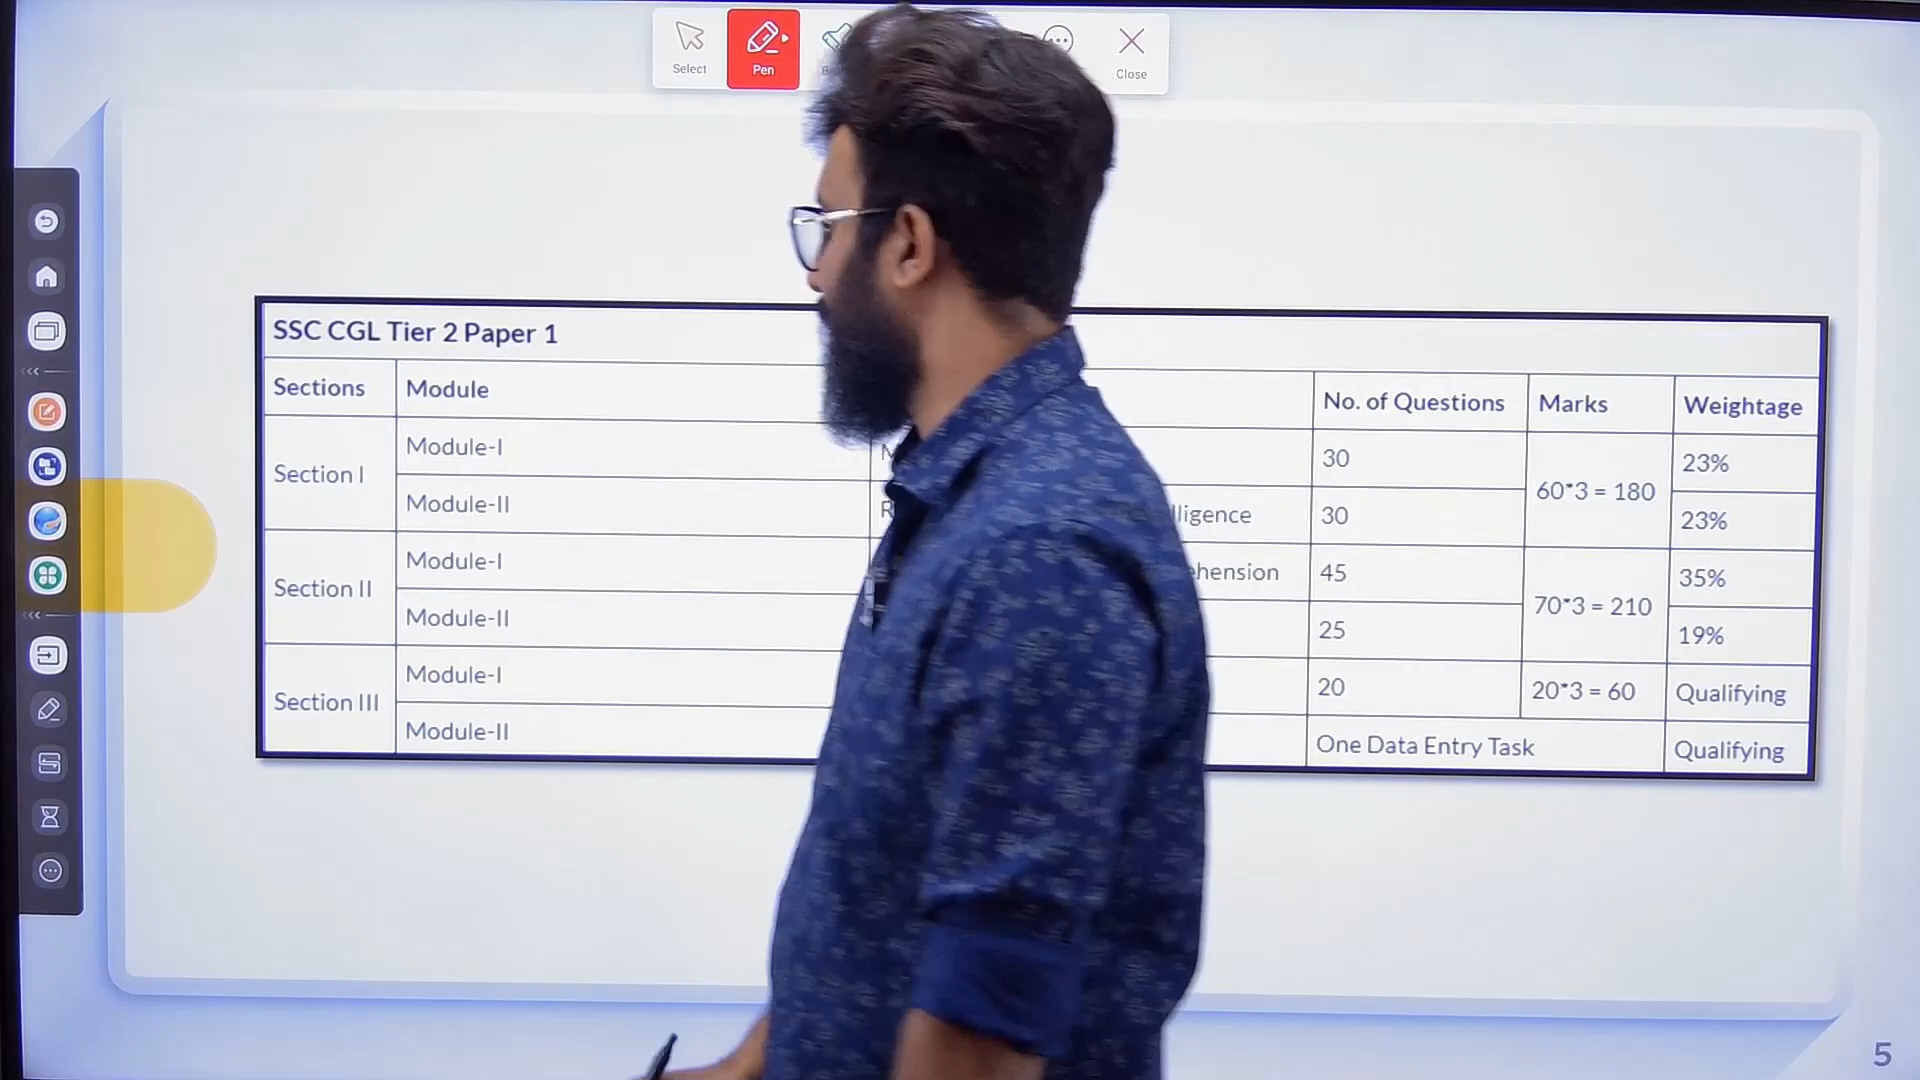 Select Pen Close
SSC CGL Tier 2 Paper 1
Sections Module No. of Questions Marks Weightage
Section I Module-I 30 60*3 = 180 23%
Module-II 30 23%
Section II Module-I 45 70*3 = 210 35%
Module-II 25 19%
Section III Module-I 20 20*3 = 60 Qualifying
Module-II One Data Entry Task Qualifying
5